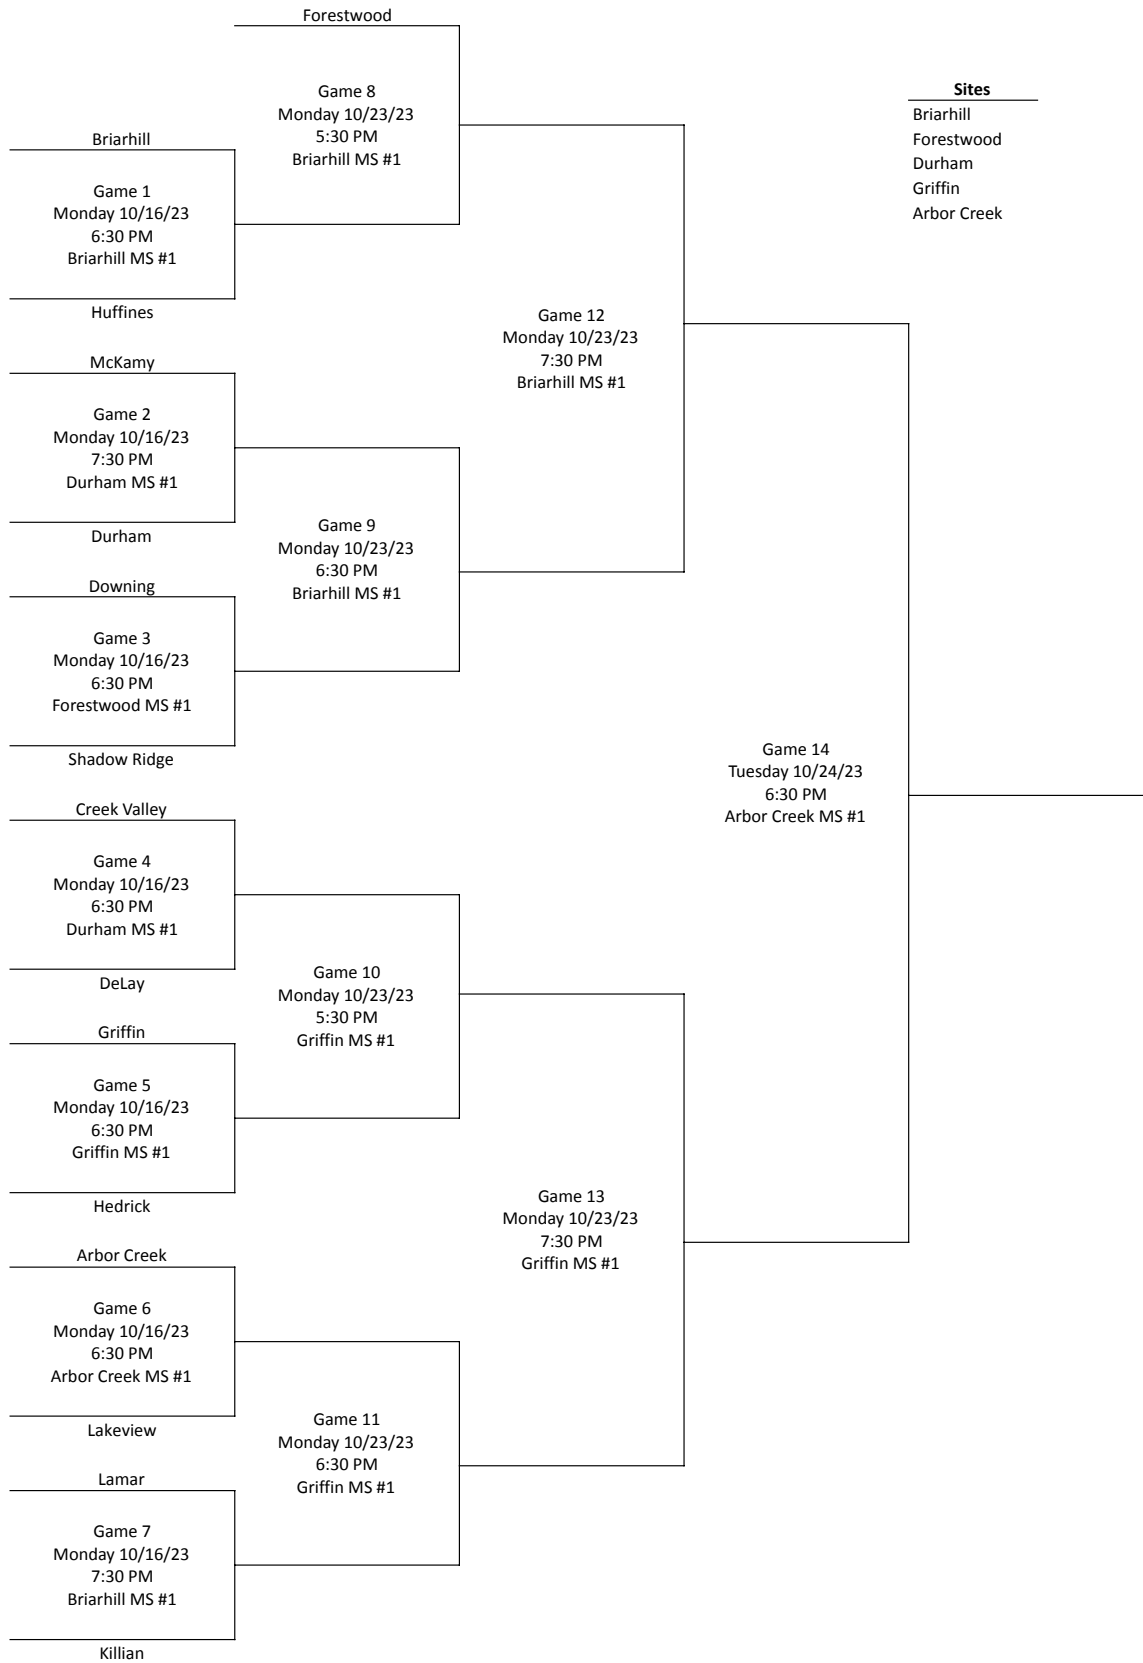 Forestwood
Game 8
Monday 10/23/23
5:30 PM
Briarhill MS #1
Sites
Briarhill
Forestwood
Durham
Griffin
Arbor Creek
Briarhill
Game 1
Monday 10/16/23
6:30 PM
Briarhill MS #1
Huffines
Game 12
Monday 10/23/23
7:30 PM
Briarhill MS #1
McKamy
Game 2
Monday 10/16/23
7:30 PM
Durham MS #1
Durham
Game 9
Monday 10/23/23
6:30 PM
Briarhill MS #1
Downing
Game 3
Monday 10/16/23
6:30 PM
Forestwood MS #1
Shadow Ridge
Game 14
Tuesday 10/24/23
6:30 PM
Arbor Creek MS #1
Creek Valley
Game 4
Monday 10/16/23
6:30 PM
Durham MS #1
DeLay
Game 10
Monday 10/23/23
5:30 PM
Griffin MS #1
Griffin
Game 5
Monday 10/16/23
6:30 PM
Griffin MS #1
Hedrick
Game 13
Monday 10/23/23
7:30 PM
Griffin MS #1
Arbor Creek
Game 6
Monday 10/16/23
6:30 PM
Arbor Creek MS #1
Lakeview
Game 11
Monday 10/23/23
6:30 PM
Griffin MS #1
Lamar
Game 7
Monday 10/16/23
7:30 PM
Briarhill MS #1
Killian